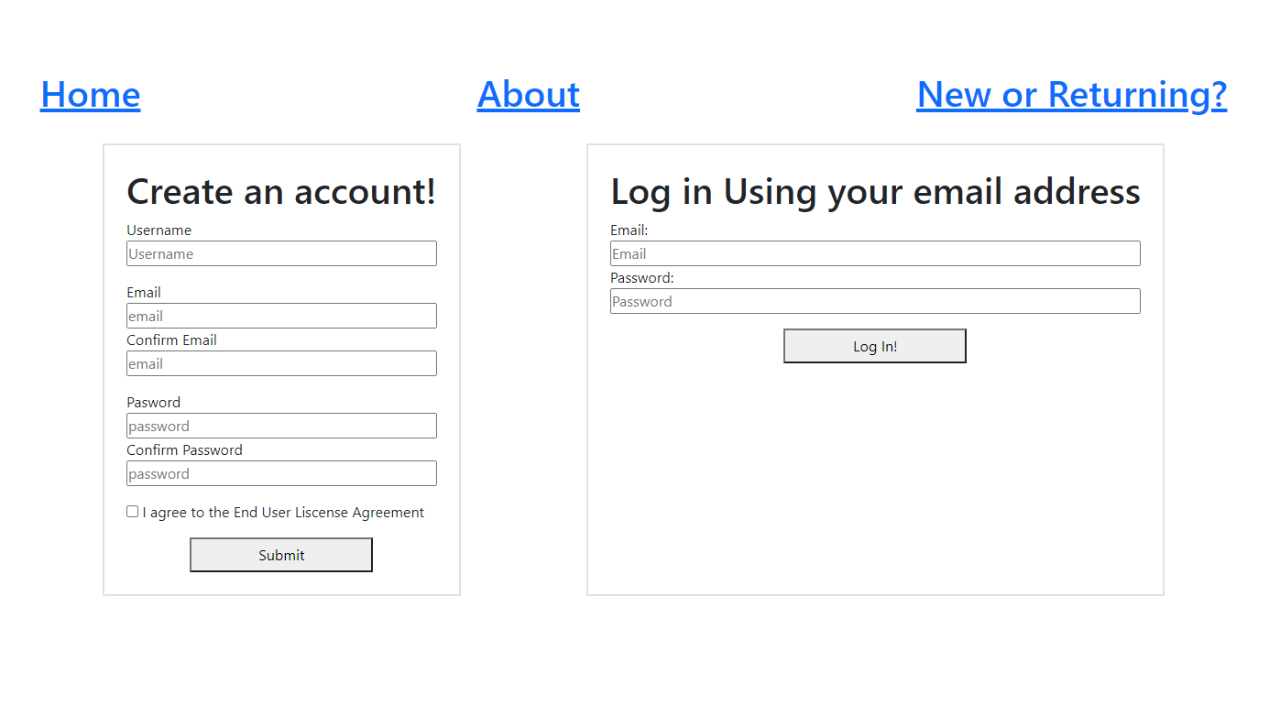 Home
About
New or Returning?
Create an account!
Username
Username
Email
email
Confirm Email
email
Pasword
password
Confirm Password
password
I agree to the End User Liscense Agreement
Submit
Log in Using your email address
Email:
Email
Password:
Password
Log In!